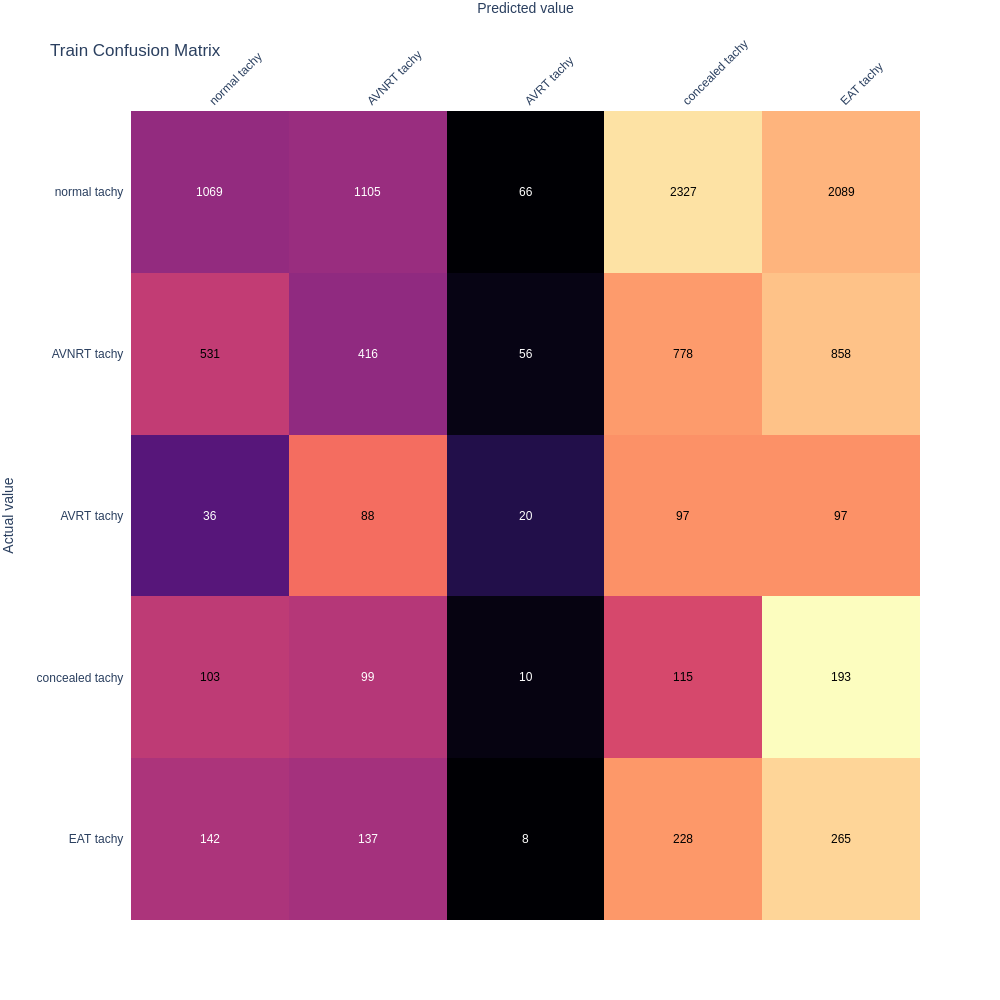 Predicted value
Train Confusion Matrix
normal tachy
AVNRT tachy
AVRT tachy
concealed tachy
EAT tachy
Actual value
normal tachy 1069 1105 66 2327 2089
AVNRT tachy 531 416 56 778 858
AVRT tachy 36 88 20 97 97
concealed tachy 103 99 10 115 193
EAT tachy 142 137 8 228 265